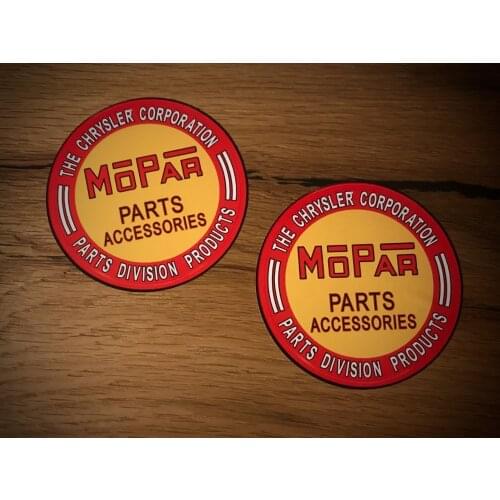 THE CHRYSLER CORPORATION
MOPAR
PARTS
ACCESSORIES
PARTS DIVISION PRODUCTS
THE CHRYSLER CORPORATION
MOPAR
PARTS
ACCESSORIES
PARTS DIVISION PRODUCTS